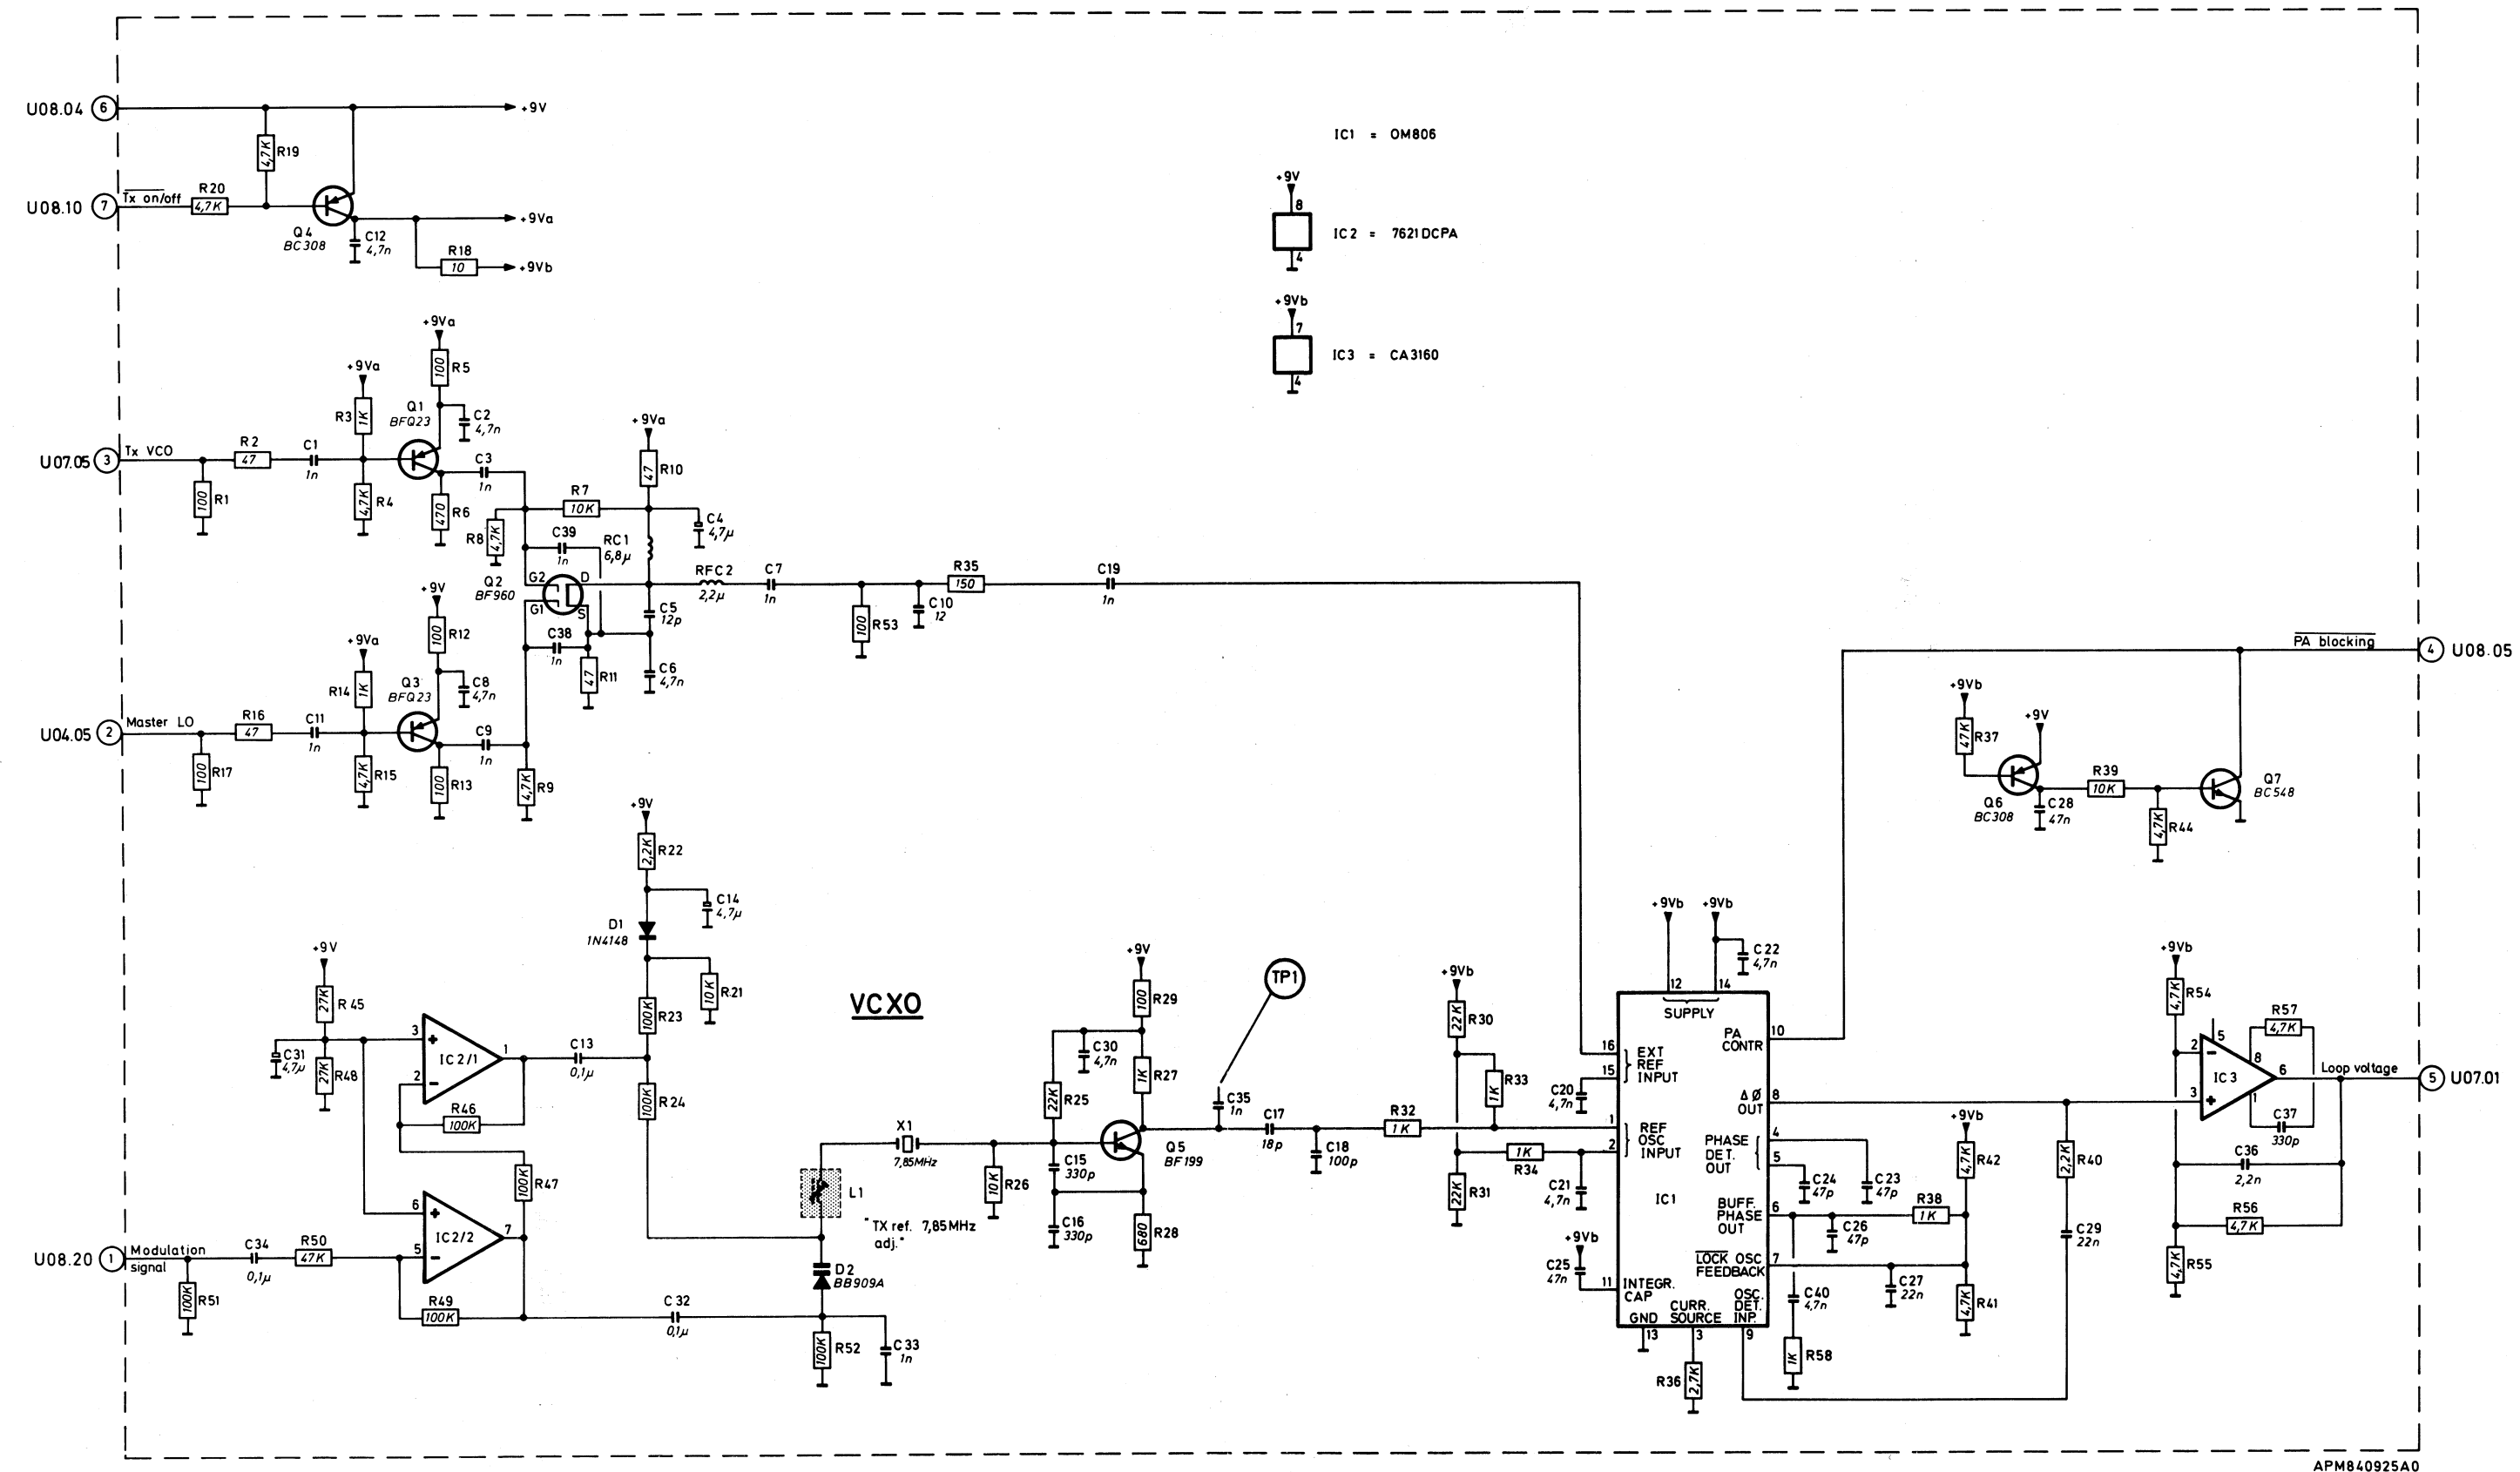 U08.04 6 +9V
R19 4,7K
U08.10 7 Tx on/off R20 4,7K
Q4 BC308
C12 4,7n
+9Va
R18 10 +9Vb
IC1 = OM806
+9V
8
IC2 = 7621DCPA
4
+9Vb
7
IC3 = CA3160
4
+9Va
100 R5
+9Va
R3 1K
Q1 BFQ23
C2 4,7n
U07.05 3 Tx VCO
R2 47
C1 1n
100 R1
4,7K R4
470 R6
C3 1n
+9Va
47 R10
R7 10K
R8 4,7K
C39 1n
RC1 6,8µ
C4 4,7µ
Q2 BF960
G2 D
G1 S
RFC2 2,2µ
C7 1n
R35 150
C19 1n
100 R53
C10 12
C5 12p
C38 1n
47 R11
C6 4,7n
+9V
100 R12
+9Va
R14 1K
Q3 BFQ23
C8 4,7n
U04.05 2 Master LO
R16 47
C11 1n
100 R17
4,7K R15
100 R13
C9 1n
4,7K R9
PA blocking 4 U08.05
+9Vb
47K R37
+9V
Q6 BC308
C28 47n
R39 10K
4,7K R44
Q7 BC548
+9V
2,2K R22
C14 4,7µ
D1 1N4148
10K R21
100K R23
100K R24
+9V
27K R45
C31 4,7µ
27K R48
3 + IC2/1 1
2 -
C13 0,1µ
R46 100K
100K R47
6 + IC2/2 7
5 -
U08.20 1 Modulation signal
C34 0,1µ
R50 47K
100K R51
R49 100K
C32 0,1µ
VCXO
X1 7,85MHz
L1
"TX ref. 7,85MHz adj."
D2 BB909A
100K R52
C33 1n
+9V
100 R29
C30 4,7n
22K R25
1K R27
10K R26
C15 330p
C16 330p
Q5 BF199
680 R28
TP1
C35 1n
C17 18p
C18 100p
R32 1K
+9Vb
22K R30
1K R33
R34 1K
22K R31
C20 4,7n
C21 4,7n
+9Vb
C25 47n
+9Vb +9Vb
C22 4,7n
12 14
SUPPLY
PA CONTR 10
16 EXT REF INPUT
15
ΔØ OUT 8
1 REF OSC INPUT
2
PHASE DET. OUT 4
5
IC1
BUFF. PHASE OUT 6
LOCK OSC FEEDBACK 7
11 INTEGR. CAP
GND CURR. SOURCE OSC. DET. INP.
13 3 9
R36 2,7K
C24 47p
C23 47p
C26 47p
R38 1K
+9Vb
4,7K R42
C27 22n
4,7K R41
C40 4,7n
1K R58
2,2K R40
C29 22n
+9Vb
4,7K R54
R57 4,7K
5
8
2 - IC3 6
3 +
1
Loop voltage 5 U07.01
C37 330p
C36 2,2n
R56 4,7K
4,7K R55
APM840925A0